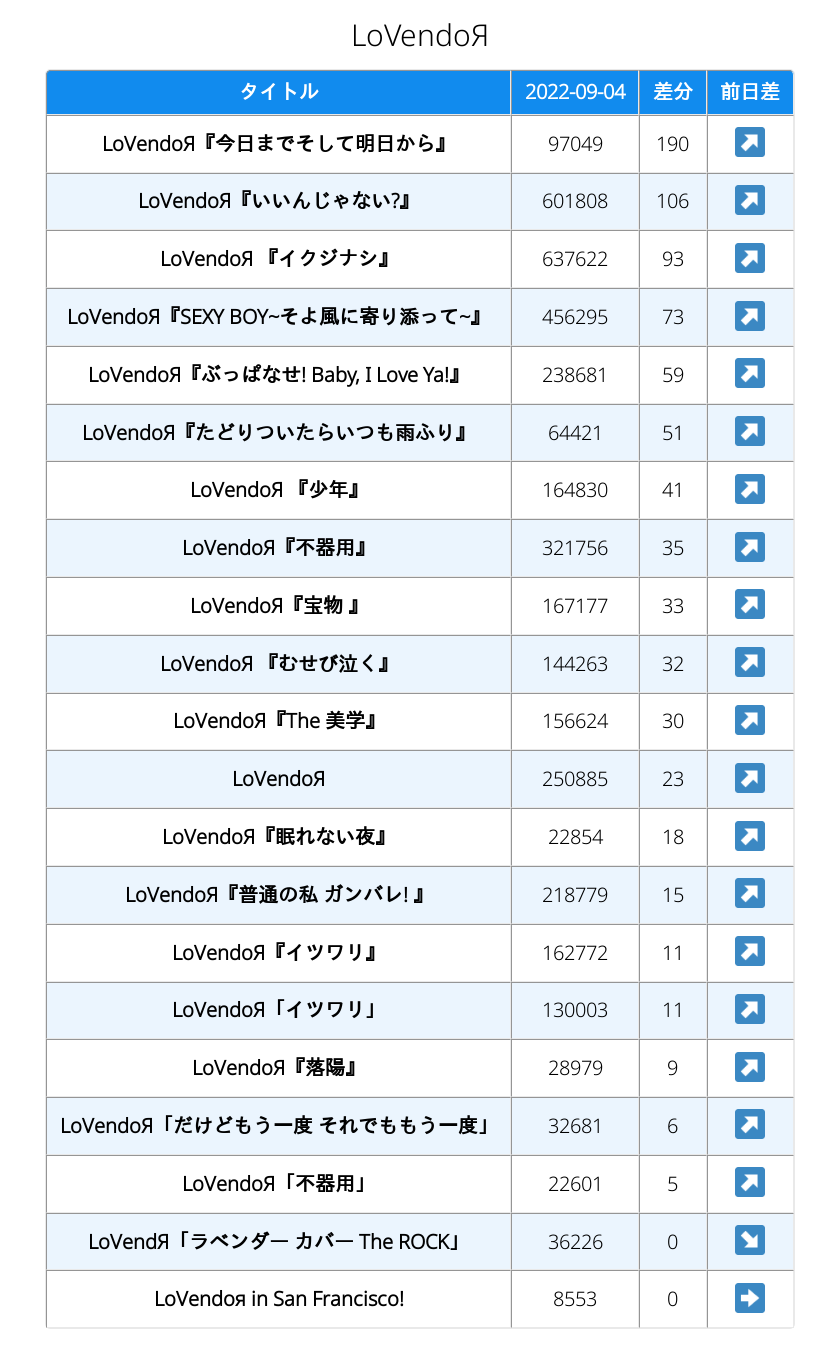 LoVendoЯ
タイトル 2022-09-04 差分 前日差
LoVendoЯ『今日までそして明日から』 97049 190
LoVendoЯ『いいんじゃない?』 601808 106
LoVendoЯ 『イクジナシ』 637622 93
LoVendoЯ『SEXY BOY~そよ風に寄り添って~』 456295 73
LoVendoЯ『ぶっぱなせ! Baby, I Love Ya!』 238681 59
LoVendoЯ『たどりついたらいつも雨ふり』 64421 51
LoVendoЯ 『少年』 164830 41
LoVendoЯ『不器用』 321756 35
LoVendoЯ『宝物 』 167177 33
LoVendoЯ 『むせび泣く』 144263 32
LoVendoЯ『The 美学』 156624 30
LoVendoЯ 250885 23
LoVendoЯ『眠れない夜』 22854 18
LoVendoЯ『普通の私 ガンバレ! 』 218779 15
LoVendoЯ『イツワリ』 162772 11
LoVendoЯ「イツワリ」 130003 11
LoVendoЯ『落陽』 28979 9
LoVendoЯ「だけどもう一度 それでももう一度」 32681 6
LoVendoЯ「不器用」 22601 5
LoVendЯ「ラベンダー カバー The ROCK」 36226 0
LoVendoя in San Francisco! 8553 0